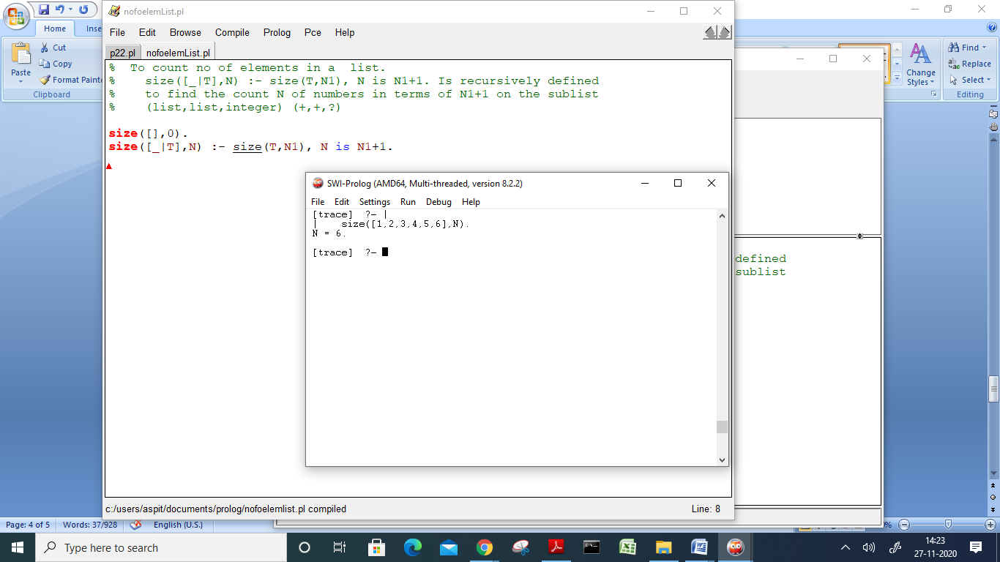 nofoelemList.pl
File Edit Browse Compile Prolog Pce Help
p22.pl nofoelemList.pl
%  To count no of elements in a  list.
%    size([_|T],N) :- size(T,N1), N is N1+1. Is recursively defined
%    to find the count N of numbers in terms of N1+1 on the sublist
%    (list,list,integer) (+,+,?)
size([],0).
size([_|T],N) :- size(T,N1), N is N1+1.
c:/users/aspit/documents/prolog/nofoelemlist.pl compiled
Line: 8
SWI-Prolog (AMD64, Multi-threaded, version 8.2.2)
File Edit Settings Run Debug Help
[trace]  ?- |
|    size([1,2,3,4,5,6],N).
N = 6.
[trace]  ?-
defined
sublist
Home Inse
Paste
Cut
Copy
Format Painte
Clipboard
Change
Styles
Find
Replace
Select
Editing
Page: 4 of 5 Words: 37/928 English (U.S.)
%
Type here to search
14:23
27-11-2020